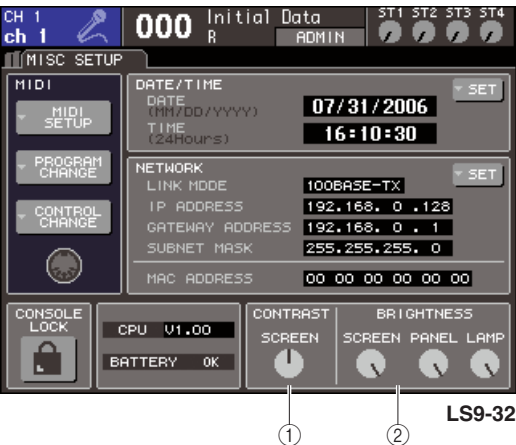 CH 1
ch 1
000
Initial Data
R
ADMIN
ST1 ST2 ST3 ST4
MISC SETUP
MIDI
MIDI SETUP
PROGRAM CHANGE
CONTROL CHANGE
DATE/TIME
SET
DATE (MM/DD/YYYY)
07/31/2006
TIME (24Hours)
16:10:30
NETWORK
SET
LINK MODE 100BASE-TX
IP ADDRESS 192.168. 0 .128
GATEWAY ADDRESS 192.168. 0 . 1
SUBNET MASK 255.255.255. 0
MAC ADDRESS 00 00 00 00 00 00
CONSOLE LOCK
CPU V1.00
BATTERY OK
CONTRAST
SCREEN
BRIGHTNESS
SCREEN PANEL LAMP
LS9-32
① ②